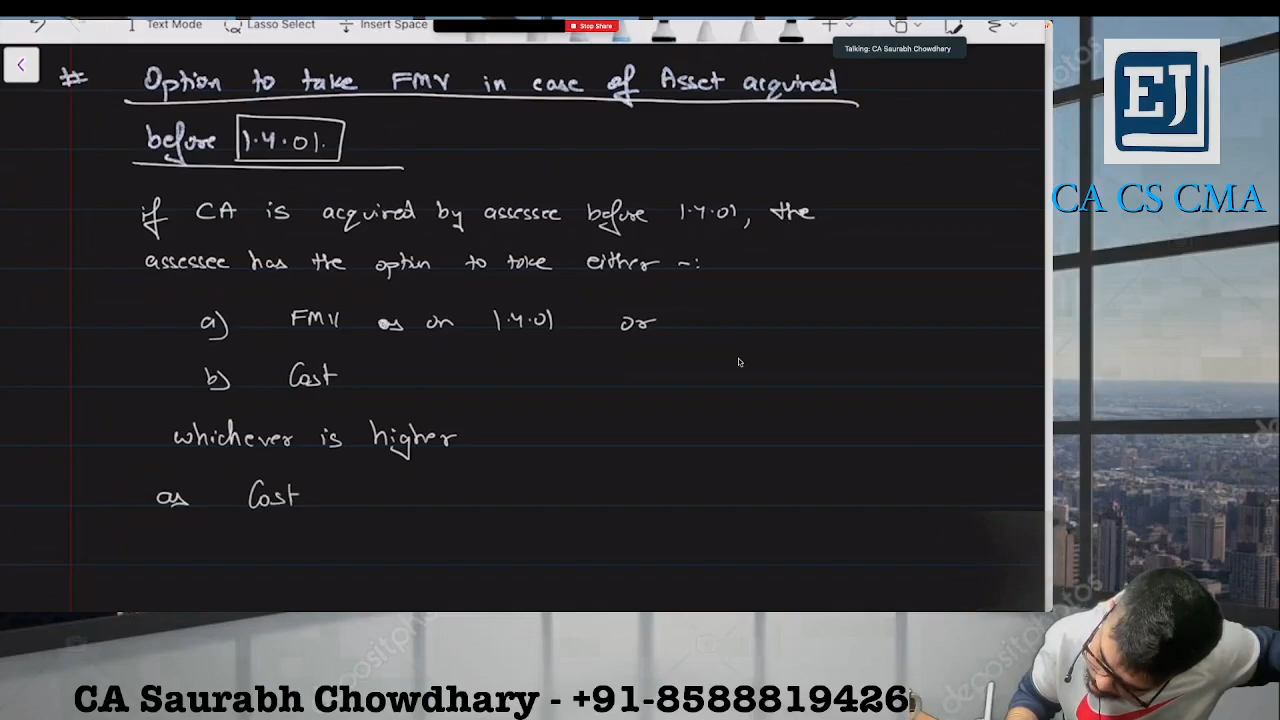 Text Mode
Lasso Select
Insert Space
Stop Share
Talking: CA Saurabh Chowdhary
# Option to take FMV in case of Asset acquired
before 1.4.01.
if CA is acquired by assessee before 1.4.01, the
assessee has the option to take either -:
a) FMV as on 1.4.01 or
b) Cost
whichever is higher
as Cost
EJ
CA CS CMA
depositphotos
CA Saurabh Chowdhary - +91-8588819426